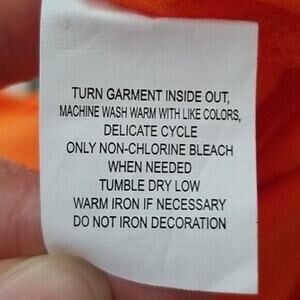 TURN GARMENT INSIDE OUT,
MACHINE WASH WARM WITH LIKE COLORS,
DELICATE CYCLE
ONLY NON-CHLORINE BLEACH
WHEN NEEDED
TUMBLE DRY LOW
WARM IRON IF NECESSARY
DO NOT IRON DECORATION